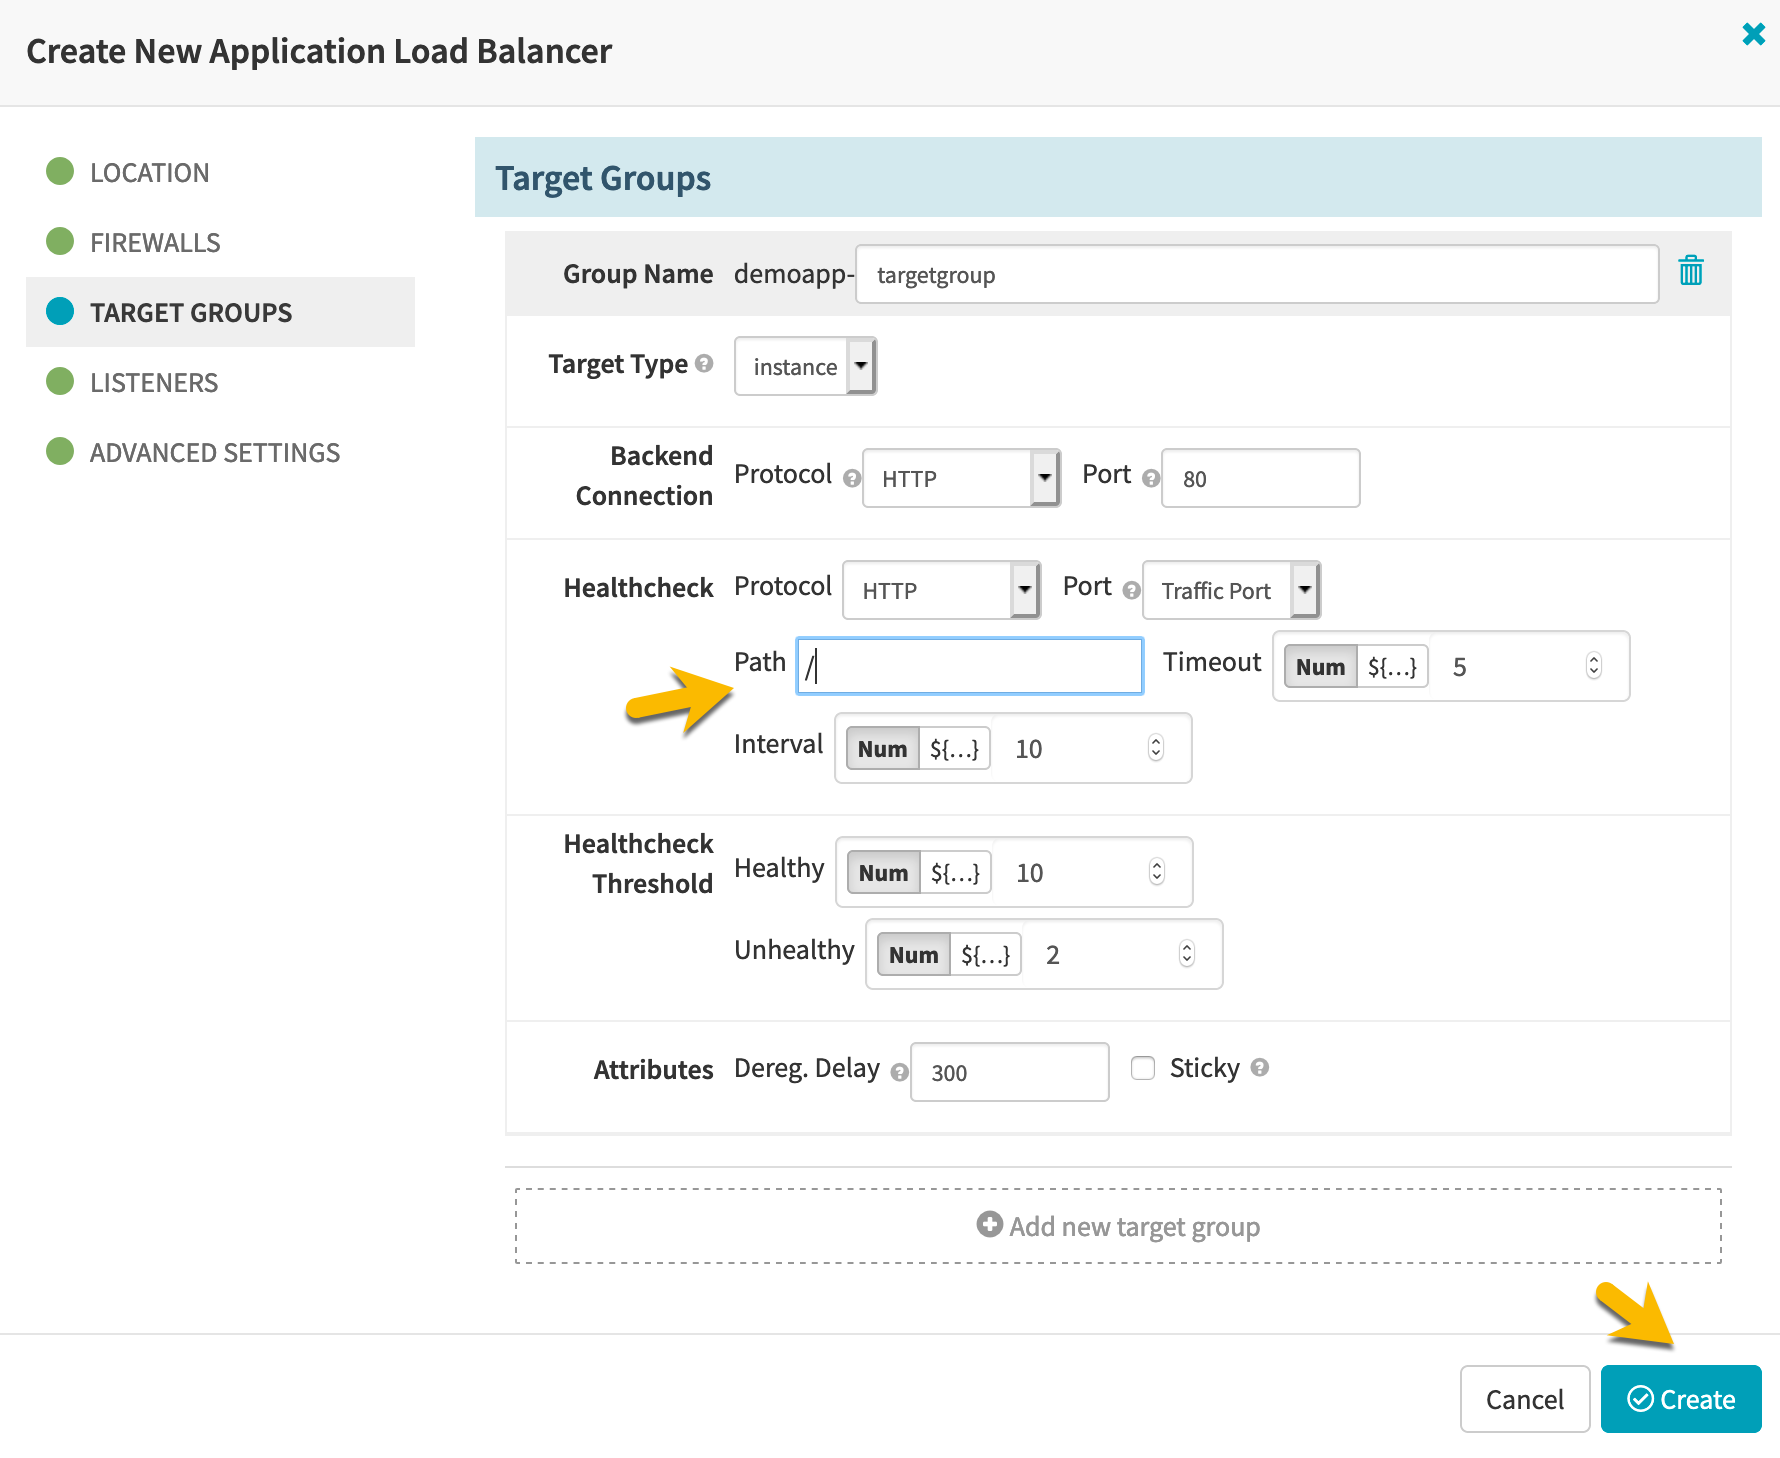 Create New Application Load Balancer
LOCATION
FIREWALLS
TARGET GROUPS
LISTENERS
ADVANCED SETTINGS
Target Groups
Group Name demoapp- targetgroup
Target Type ? instance
Backend Connection Protocol ? HTTP Port ? 80
Healthcheck Protocol HTTP Port ? Traffic Port
Path / Timeout Num ${...} 5
Interval Num ${...} 10
Healthcheck Threshold Healthy Num ${...} 10
Unhealthy Num ${...} 2
Attributes Dereg. Delay ? 300 Sticky ?
Add new target group
Cancel Create